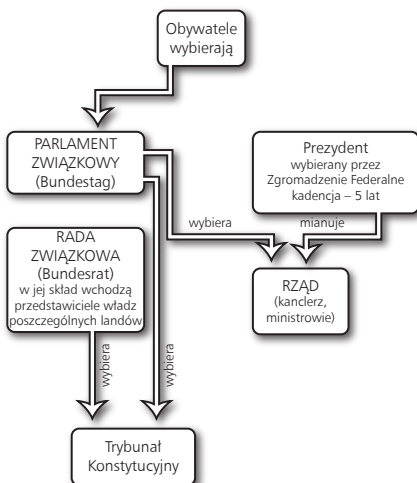 Obywatele
wybierają
PARLAMENT
ZWIĄZKOWY
(Bundestag)
Prezydent
wybierany przez
Zgromadzenie Federalne
kadencja – 5 lat
wybiera
mianuje
RADA
ZWIĄZKOWA
(Bundesrat)
w jej skład wchodzą
przedstawiciele władz
poszczególnych landów
RZĄD
(kanclerz,
ministrowie)
wybiera
wybiera
Trybunał
Konstytucyjny